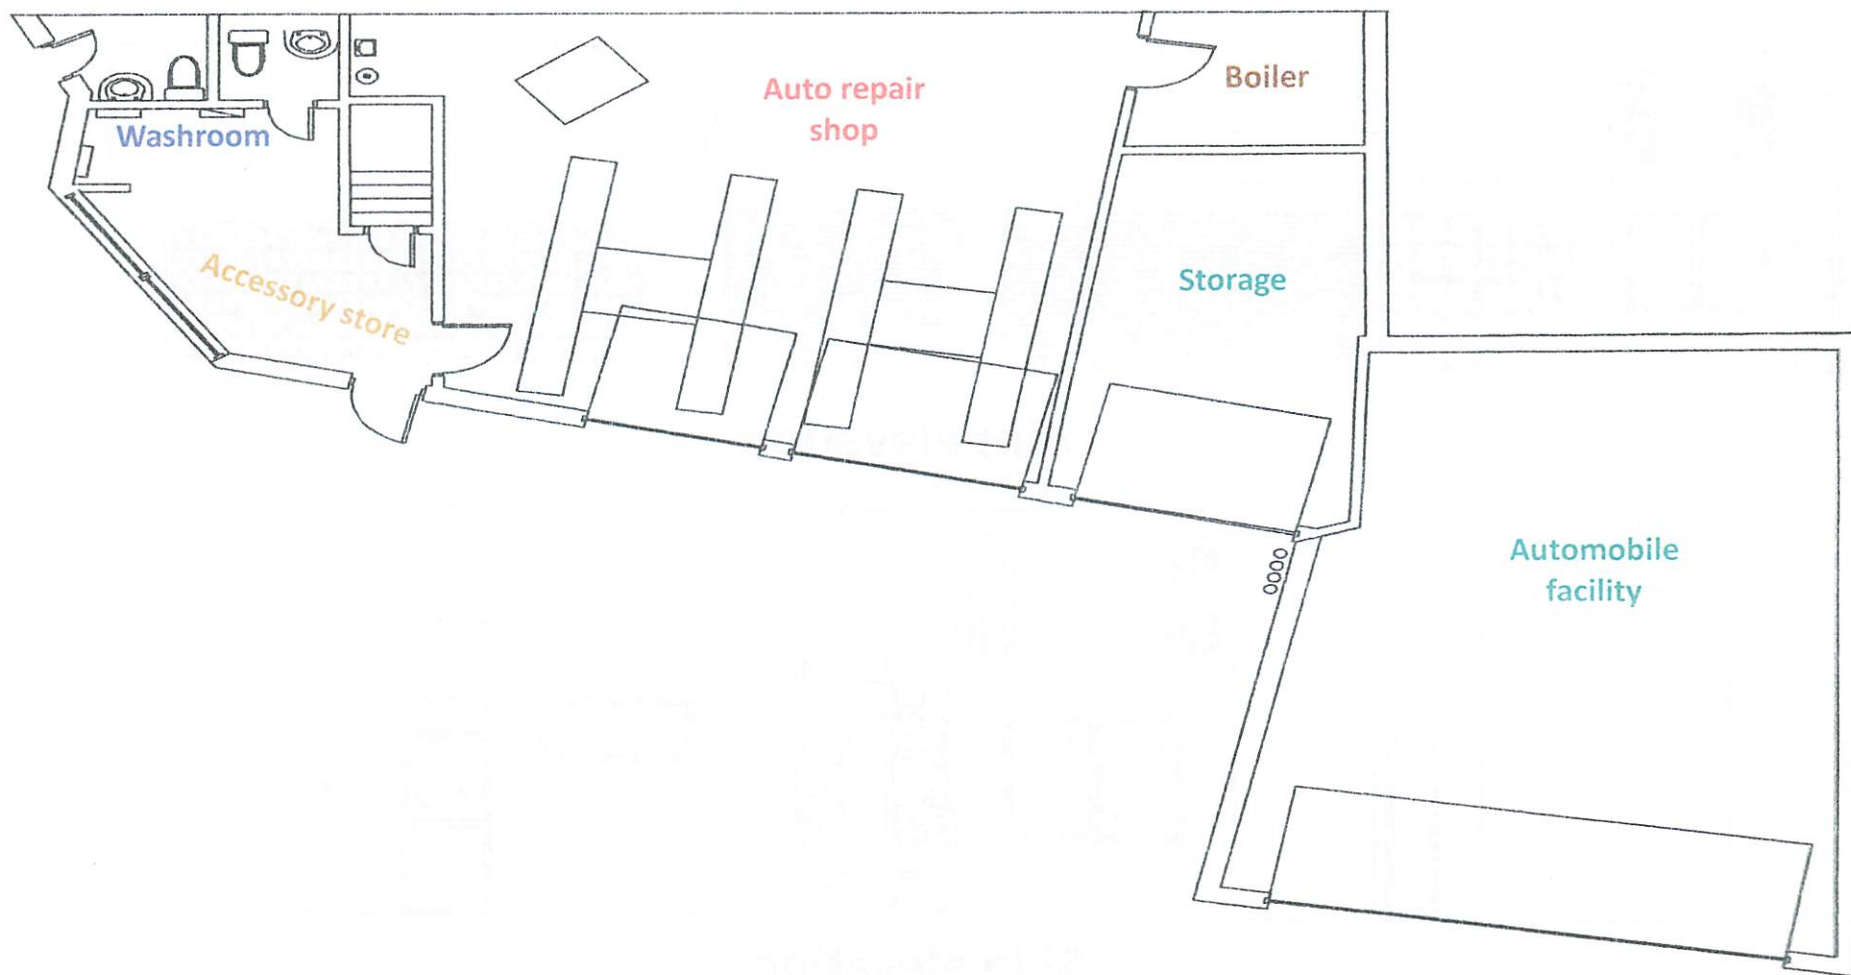 Auto repair
shop
Boiler
Washroom
Accessory store
Storage
Automobile
facility